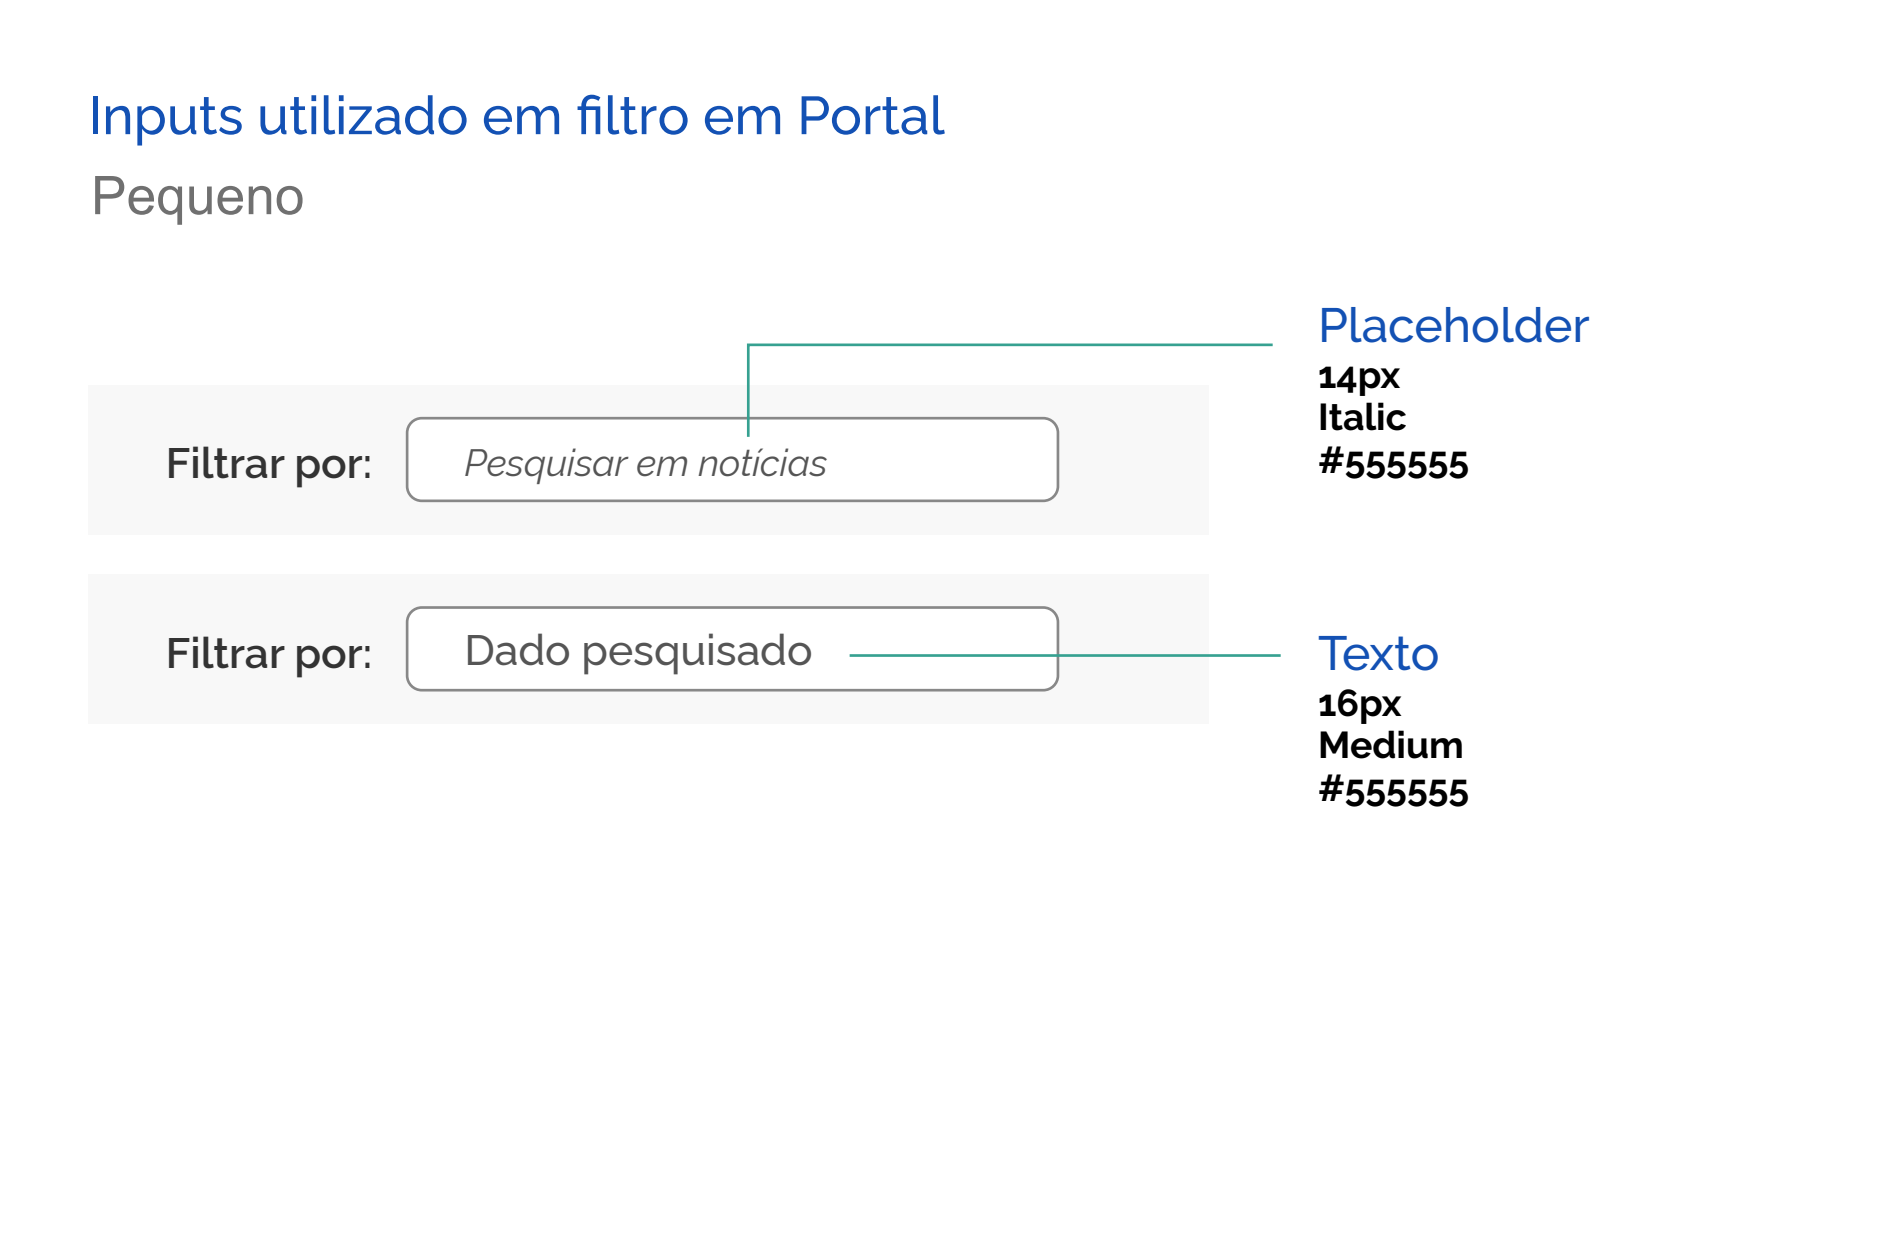 Inputs utilizado em filtro em Portal
Pequeno
Placeholder
14px
Italic
#555555
Filtrar por: Pesquisar em notícias
Filtrar por: Dado pesquisado
Texto
16px
Medium
#555555